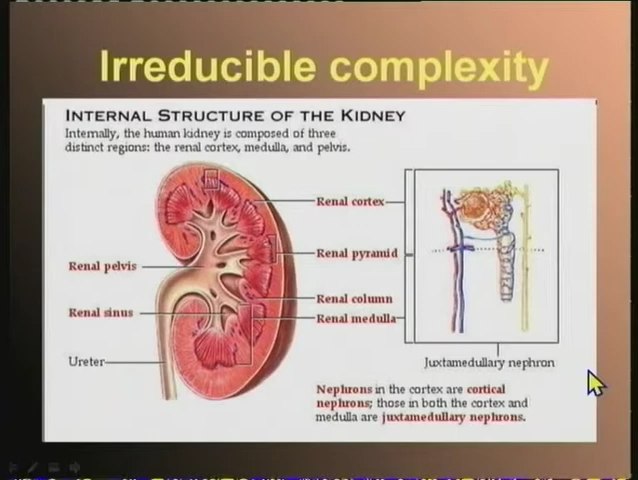 Irreducible complexity
INTERNAL STRUCTURE OF THE KIDNEY
Internally, the human kidney is composed of three
distinct regions: the renal cortex, medulla, and pelvis.
Renal cortex
Renal pyramid
Renal pelvis
Renal column
Renal sinus
Renal medulla
Ureter
Juxtamedullary nephron
Nephrons in the cortex are cortical
nephrons; those in both the cortex and
medulla are juxtamedullary nephrons.